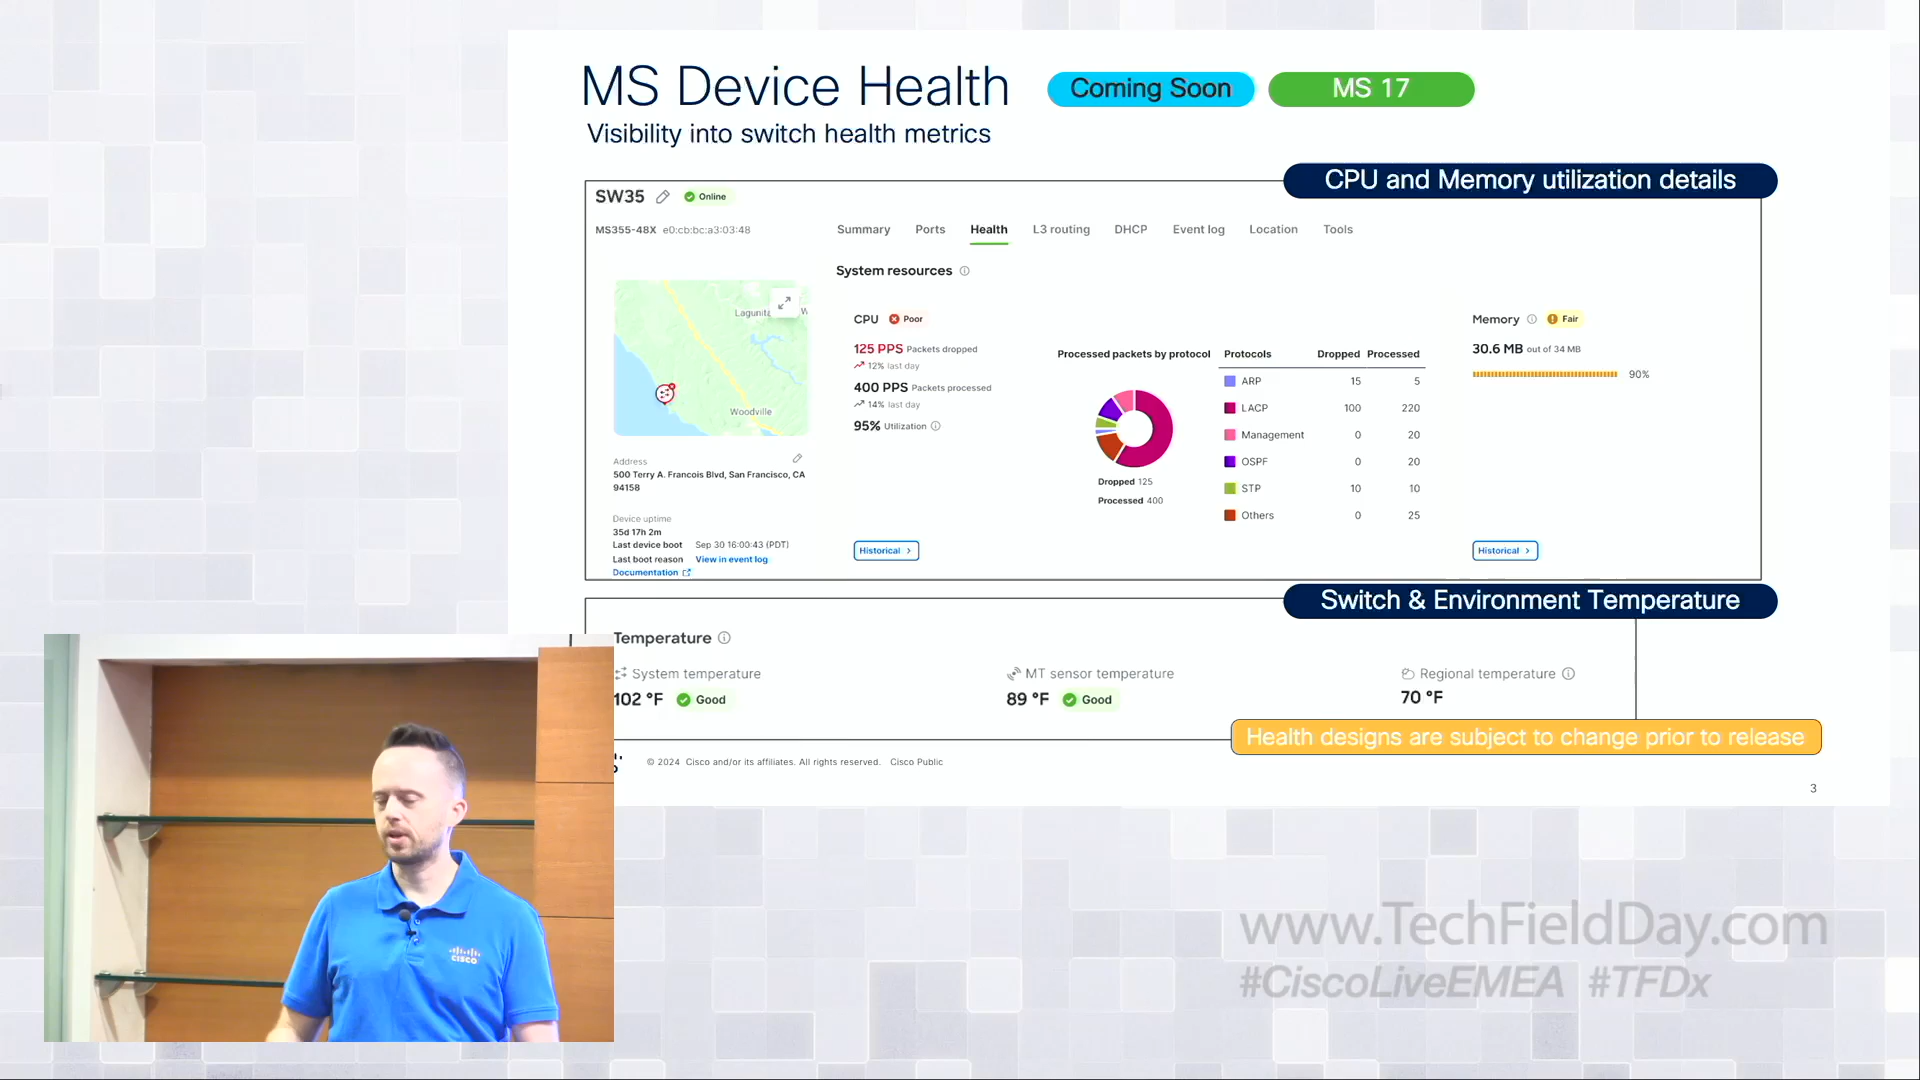 MS Device Health
Coming Soon
MS 17
Visibility into switch health metrics
CPU and Memory utilization details
SW35 Online
MS355-48X e0:cb:bc:a3:03:48
Summary Ports Health L3 routing DHCP Event log Location Tools
System resources
Lagunita W
Woodville
Address
500 Terry A. Francois Blvd, San Francisco, CA
94158
Device uptime
35d 17h 2m
Last device boot Sep 30 16:00:43 (PDT)
Last boot reason View in event log
Documentation
CPU Poor
125 PPS Packets dropped
12% last day
400 PPS Packets processed
14% last day
95% Utilization
Historical >
Processed packets by protocol
Dropped 125
Processed 400
Protocols Dropped Processed
ARP 15 5
LACP 100 220
Management 0 20
OSPF 0 20
STP 10 10
Others 0 25
Memory Fair
30.6 MB out of 34 MB
90%
Historical >
Switch & Environment Temperature
Temperature
System temperature
102 °F Good
MT sensor temperature
89 °F Good
Regional temperature
70 °F
Health designs are subject to change prior to release
© 2024 Cisco and/or its affiliates. All rights reserved. Cisco Public
3
CISCO
www.TechFieldDay.com
#CiscoLiveEMEA #TFDx